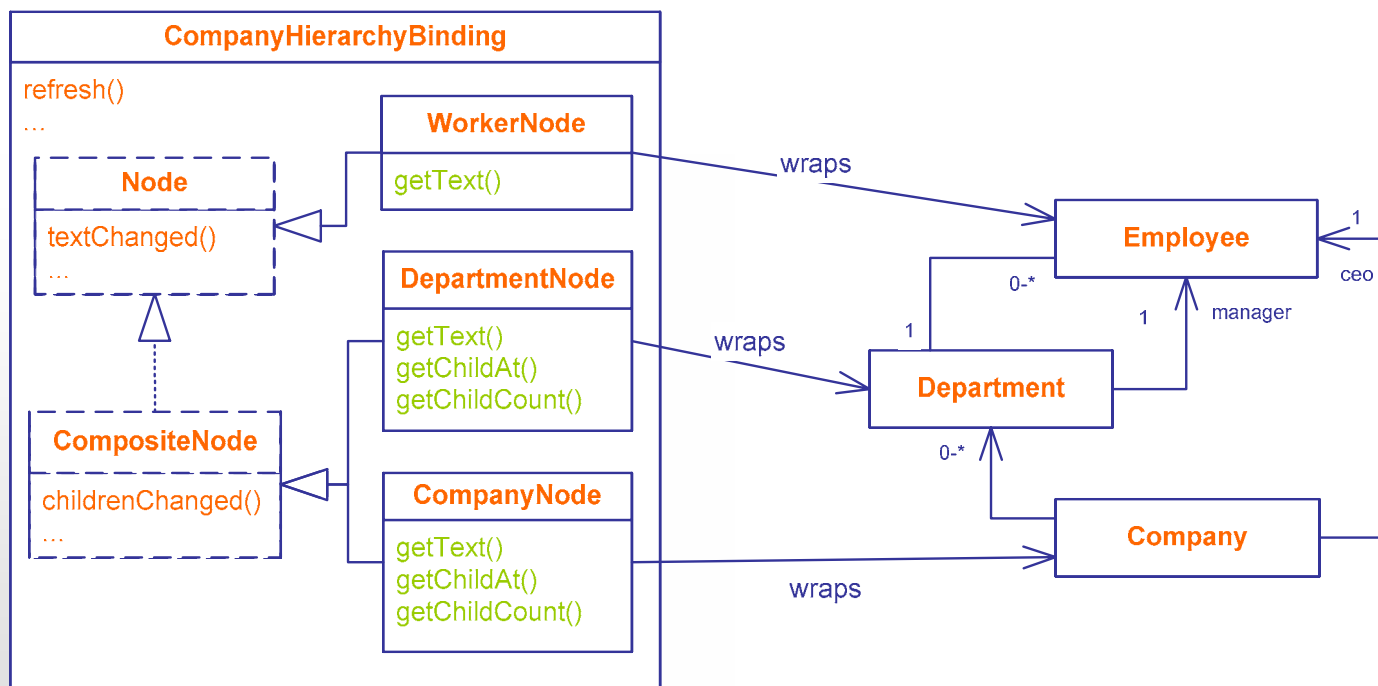 CompanyHierarchyBinding
refresh()
...
Node
textChanged()
...
CompositeNode
childrenChanged()
...
WorkerNode
getText()
DepartmentNode
getText()
getChildAt()
getChildCount()
CompanyNode
getText()
getChildAt()
getChildCount()
wraps
wraps
wraps
Employee
1
ceo
0-*
1
manager
1
Department
0-*
Company